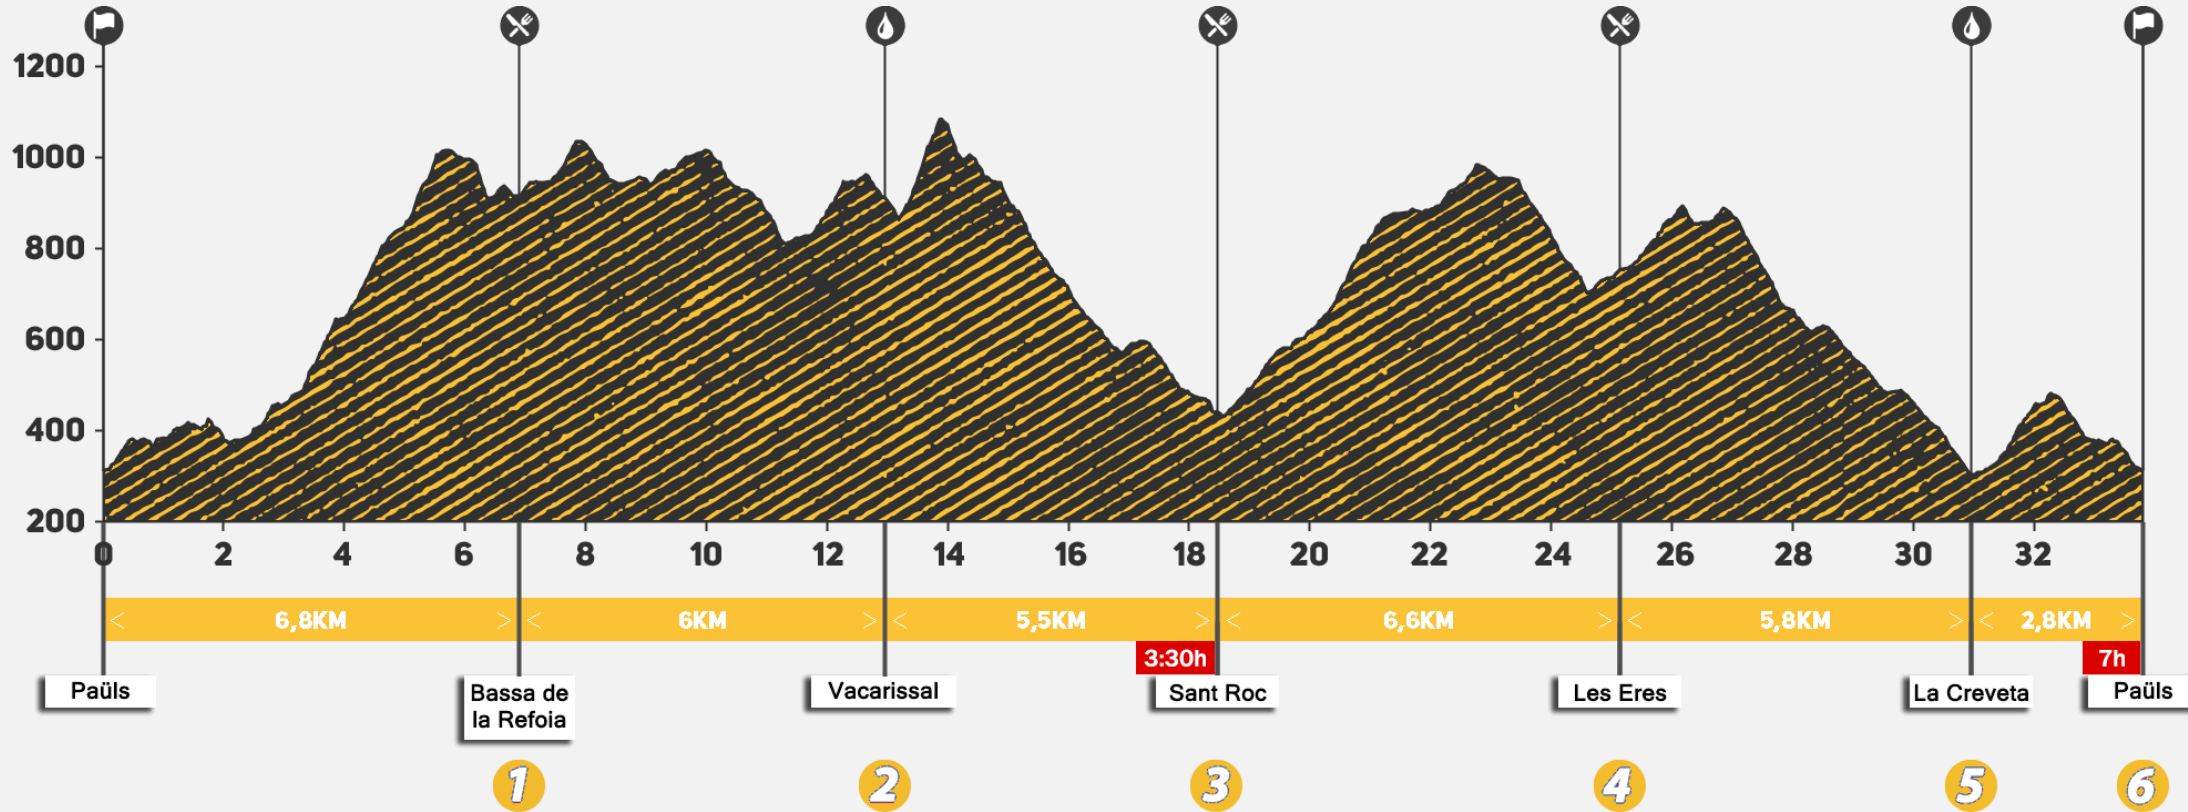 1200
1000
800
600
400
200
0 2 4 6 8 10 12 14 16 18 20 22 24 26 28 30 32
< 6,8KM > < 6KM > < 5,5KM > < 6,6KM > < 5,8KM > < 2,8KM >
3:30h 7h
Paüls
Bassa de
la Refoia
Vacarissal
Sant Roc
Les Eres
La Creveta
Paüls
1 2 3 4 5 6